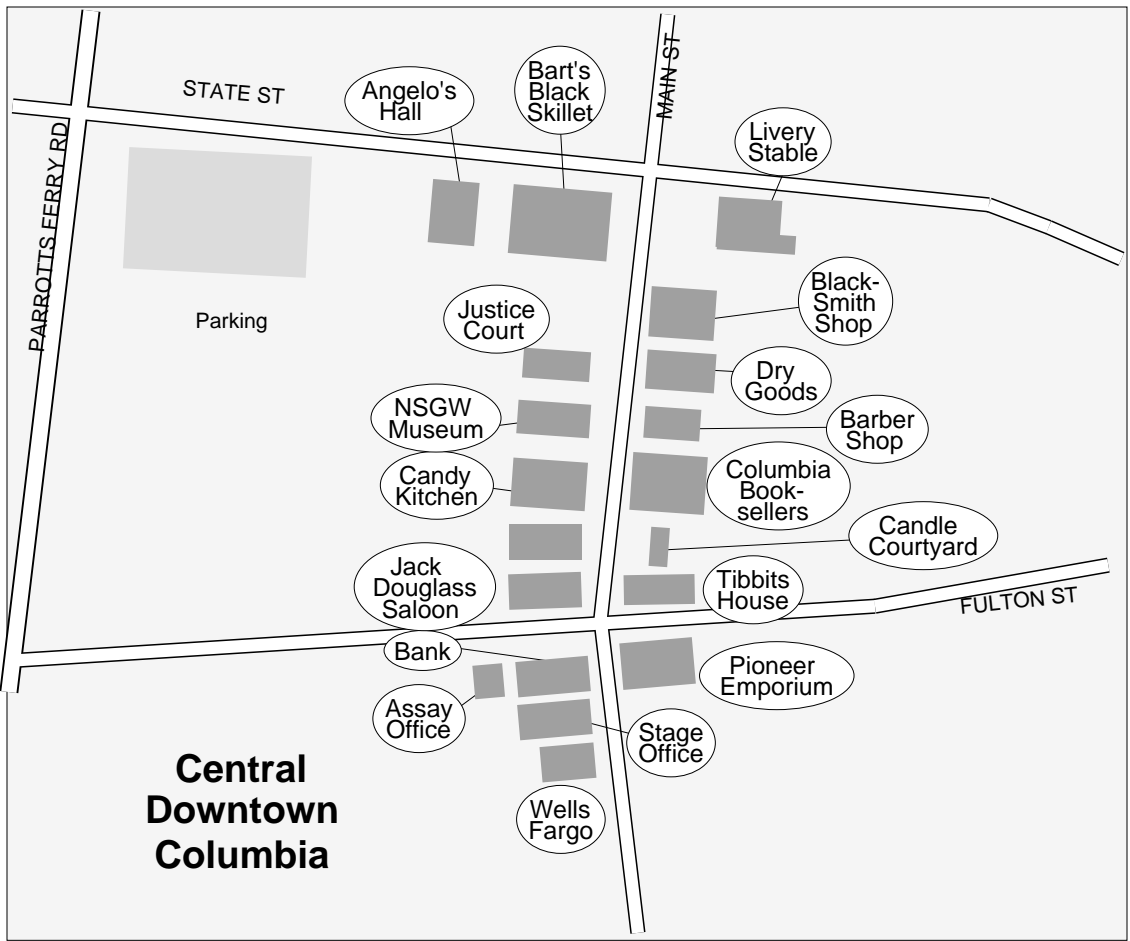 STATE ST
MAIN ST
PARROTTS FERRY RD
Angelo's
Hall
Bart's
Black
Skillet
Livery
Stable
Parking
Justice
Court
Black-
Smith
Shop
Dry
Goods
NSGW
Museum
Barber
Shop
Candy
Kitchen
Columbia
Book-
sellers
Candle
Courtyard
Jack
Douglass
Saloon
Tibbits
House
FULTON ST
Bank
Pioneer
Emporium
Assay
Office
Stage
Office
Wells
Fargo
Central
Downtown
Columbia